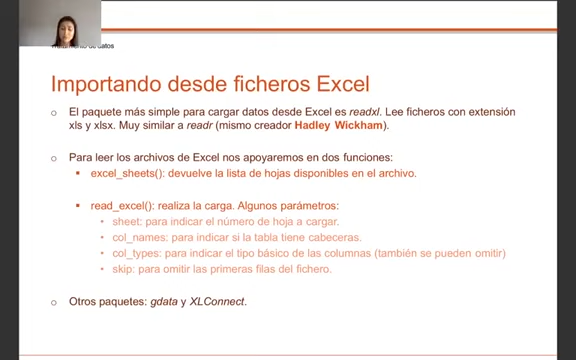 Tratamiento de datos
Importando desde ficheros Excel
o El paquete más simple para cargar datos desde Excel es readxl. Lee ficheros con extensión
xls y xlsx. Muy similar a readr (mismo creador Hadley Wickham).
o Para leer los archivos de Excel nos apoyaremos en dos funciones:
▪ excel_sheets(): devuelve la lista de hojas disponibles en el archivo.
▪ read_excel(): realiza la carga. Algunos parámetros:
• sheet: para indicar el número de hoja a cargar.
• col_names: para indicar si la tabla tiene cabeceras.
• col_types: para indicar el tipo básico de las columnas (también se pueden omitir)
• skip: para omitir las primeras filas del fichero.
o Otros paquetes: gdata y XLConnect.